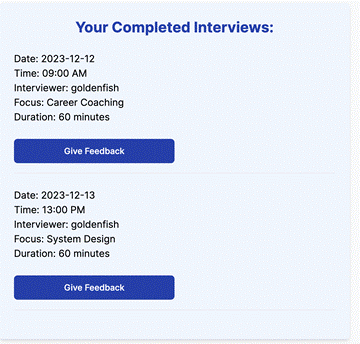 Your Completed Interviews:
Date: 2023-12-12
Time: 09:00 AM
Interviewer: goldenfish
Focus: Career Coaching
Duration: 60 minutes
Give Feedback
Date: 2023-12-13
Time: 13:00 PM
Interviewer: goldenfish
Focus: System Design
Duration: 60 minutes
Give Feedback